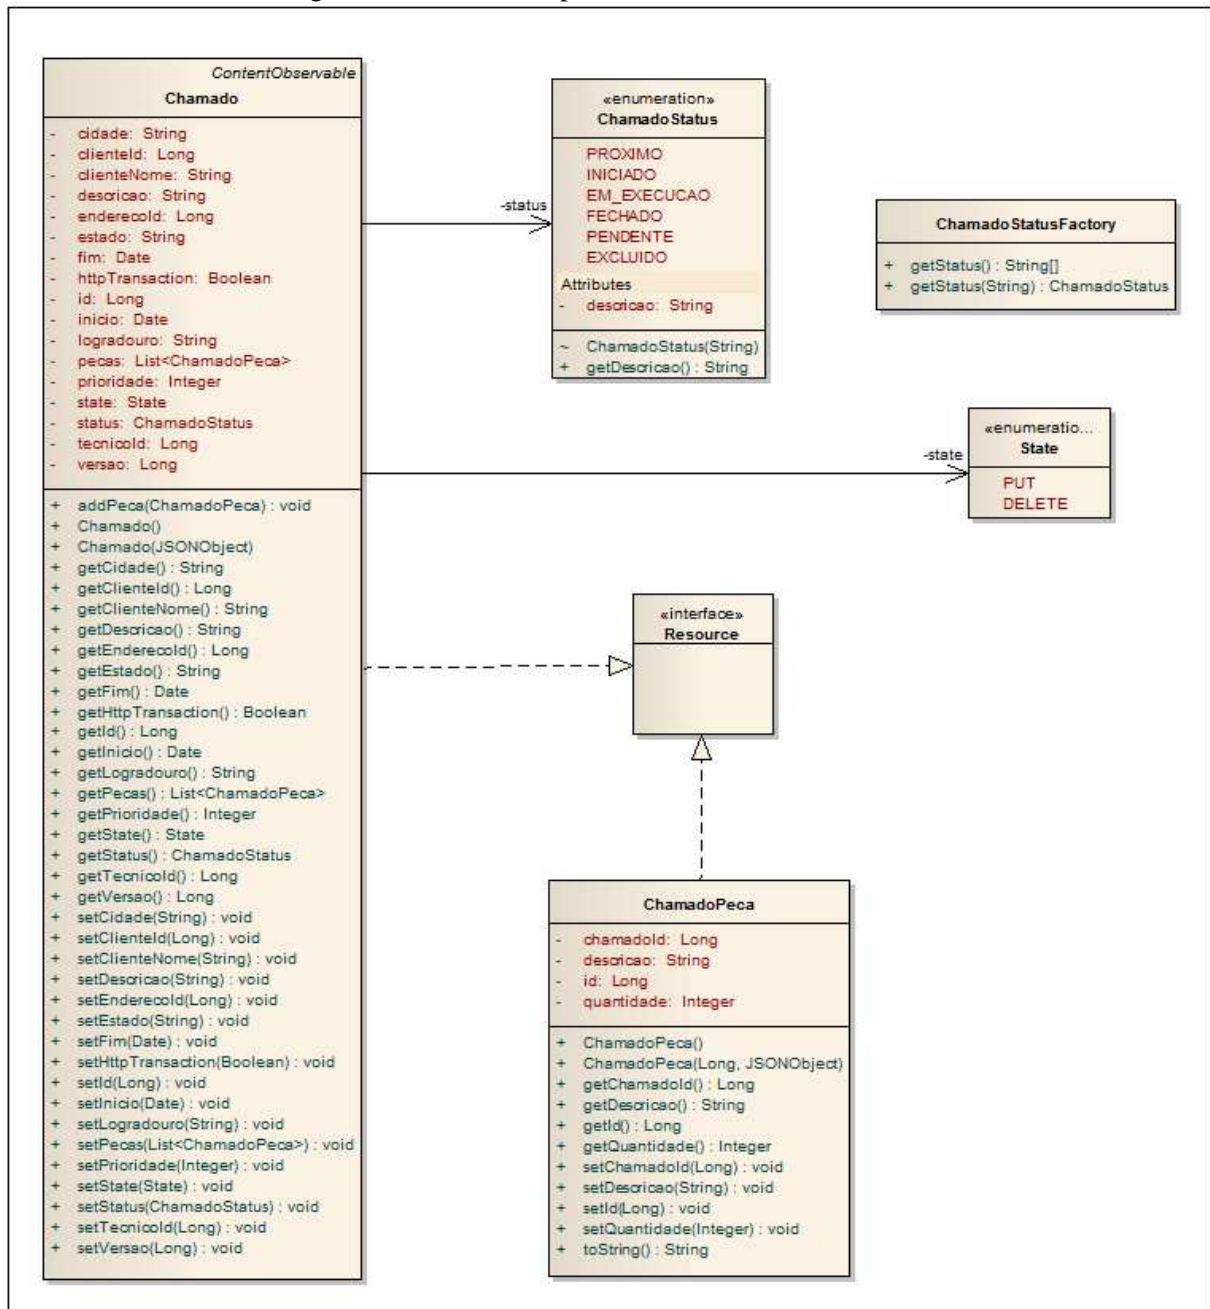 ContentObservable
Chamado
- cidade: String
- clienteId: Long
- clienteNome: String
- descricao: String
- enderecoId: Long
- estado: String
- fim: Date
- httpTransaction: Boolean
- id: Long
- inicio: Date
- logradouro: String
- pecas: List<ChamadoPeca>
- prioridade: Integer
- state: State
- status: ChamadoStatus
- tecnicoId: Long
- versao: Long
+ addPeca(ChamadoPeca) : void
+ Chamado()
+ Chamado(JSONObject)
+ getCidade() : String
+ getClienteId() : Long
+ getClienteNome() : String
+ getDescricao() : String
+ getEnderecoId() : Long
+ getEstado() : String
+ getFim() : Date
+ getHttpTransaction() : Boolean
+ getId() : Long
+ getInicio() : Date
+ getLogradouro() : String
+ getPecas() : List<ChamadoPeca>
+ getPrioridade() : Integer
+ getState() : State
+ getStatus() : ChamadoStatus
+ getTecnicoId() : Long
+ getVersao() : Long
+ setCidade(String) : void
+ setClienteId(Long) : void
+ setClienteNome(String) : void
+ setDescricao(String) : void
+ setEnderecoId(Long) : void
+ setEstado(String) : void
+ setFim(Date) : void
+ setHttpTransaction(Boolean) : void
+ setId(Long) : void
+ setInicio(Date) : void
+ setLogradouro(String) : void
+ setPecas(List<ChamadoPeca>) : void
+ setPrioridade(Integer) : void
+ setState(State) : void
+ setStatus(ChamadoStatus) : void
+ setTecnicoId(Long) : void
+ setVersao(Long) : void
-status
«enumeration»
ChamadoStatus
PROXIMO
INICIADO
EM_EXECUCAO
FECHADO
PENDENTE
EXCLUIDO
Attributes
- descricao: String
~ ChamadoStatus(String)
+ getDescricao() : String
ChamadoStatusFactory
+ getStatus() : String[]
+ getStatus(String) : ChamadoStatus
-state
«enumeratio...
State
PUT
DELETE
«interface»
Resource
ChamadoPeca
- chamadoId: Long
- descricao: String
- id: Long
- quantidade: Integer
+ ChamadoPeca()
+ ChamadoPeca(Long, JSONObject)
+ getChamadoId() : Long
+ getDescricao() : String
+ getId() : Long
+ getQuantidade() : Integer
+ setChamadoId(Long) : void
+ setDescricao(String) : void
+ setId(Long) : void
+ setQuantidade(Integer) : void
+ toString() : String